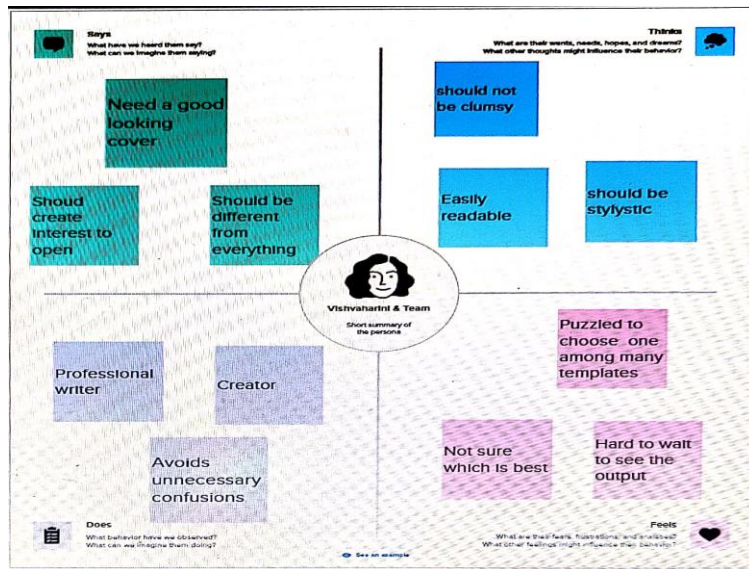 Says
What have we heard them say?
What can we imagine them saying?
Need a good
looking
cover
Shoud
create
interest to
open
Should be
different
from
everything
Thinks
What are their wants, needs, hopes, and dreams?
What other thoughts might influence their behavior?
should not
be clumsy
Easily
readable
should be
stylystic
Vishvaharini & Team
Short summary of
the persona
Professional
writer
Creator
Avoids
unnecessary
confusions
Does
What behavior have we observed?
What can we imagine them doing?
Puzzled to
choose one
among many
templates
Not sure
which is best
Hard to wait
to see the
output
Feels
What are their fears, frustrations, and anxieties?
What other feelings might influence their behavior?
See an example